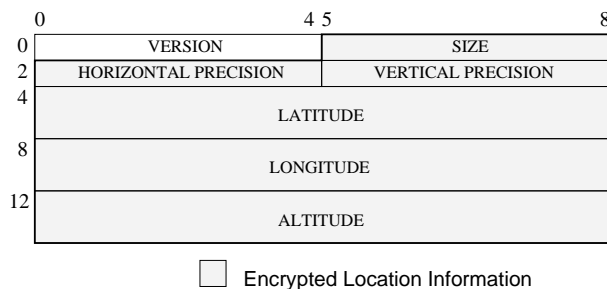 0 4 5 8
0 VERSION SIZE
2 HORIZONTAL PRECISION VERTICAL PRECISION
4
LATITUDE
8
LONGITUDE
12
ALTITUDE
Encrypted Location Information